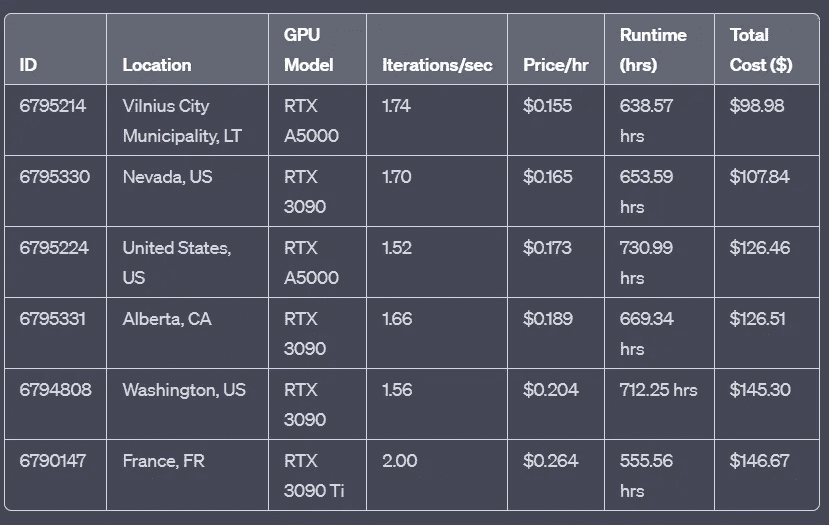 ID Location GPU Model Iterations/sec Price/hr Runtime (hrs) Total Cost ($)
6795214 Vilnius City Municipality, LT RTX A5000 1.74 $0.155 638.57 hrs $98.98
6795330 Nevada, US RTX 3090 1.70 $0.165 653.59 hrs $107.84
6795224 United States, US RTX A5000 1.52 $0.173 730.99 hrs $126.46
6795331 Alberta, CA RTX 3090 1.66 $0.189 669.34 hrs $126.51
6794808 Washington, US RTX 3090 1.56 $0.204 712.25 hrs $145.30
6790147 France, FR RTX 3090 Ti 2.00 $0.264 555.56 hrs $146.67